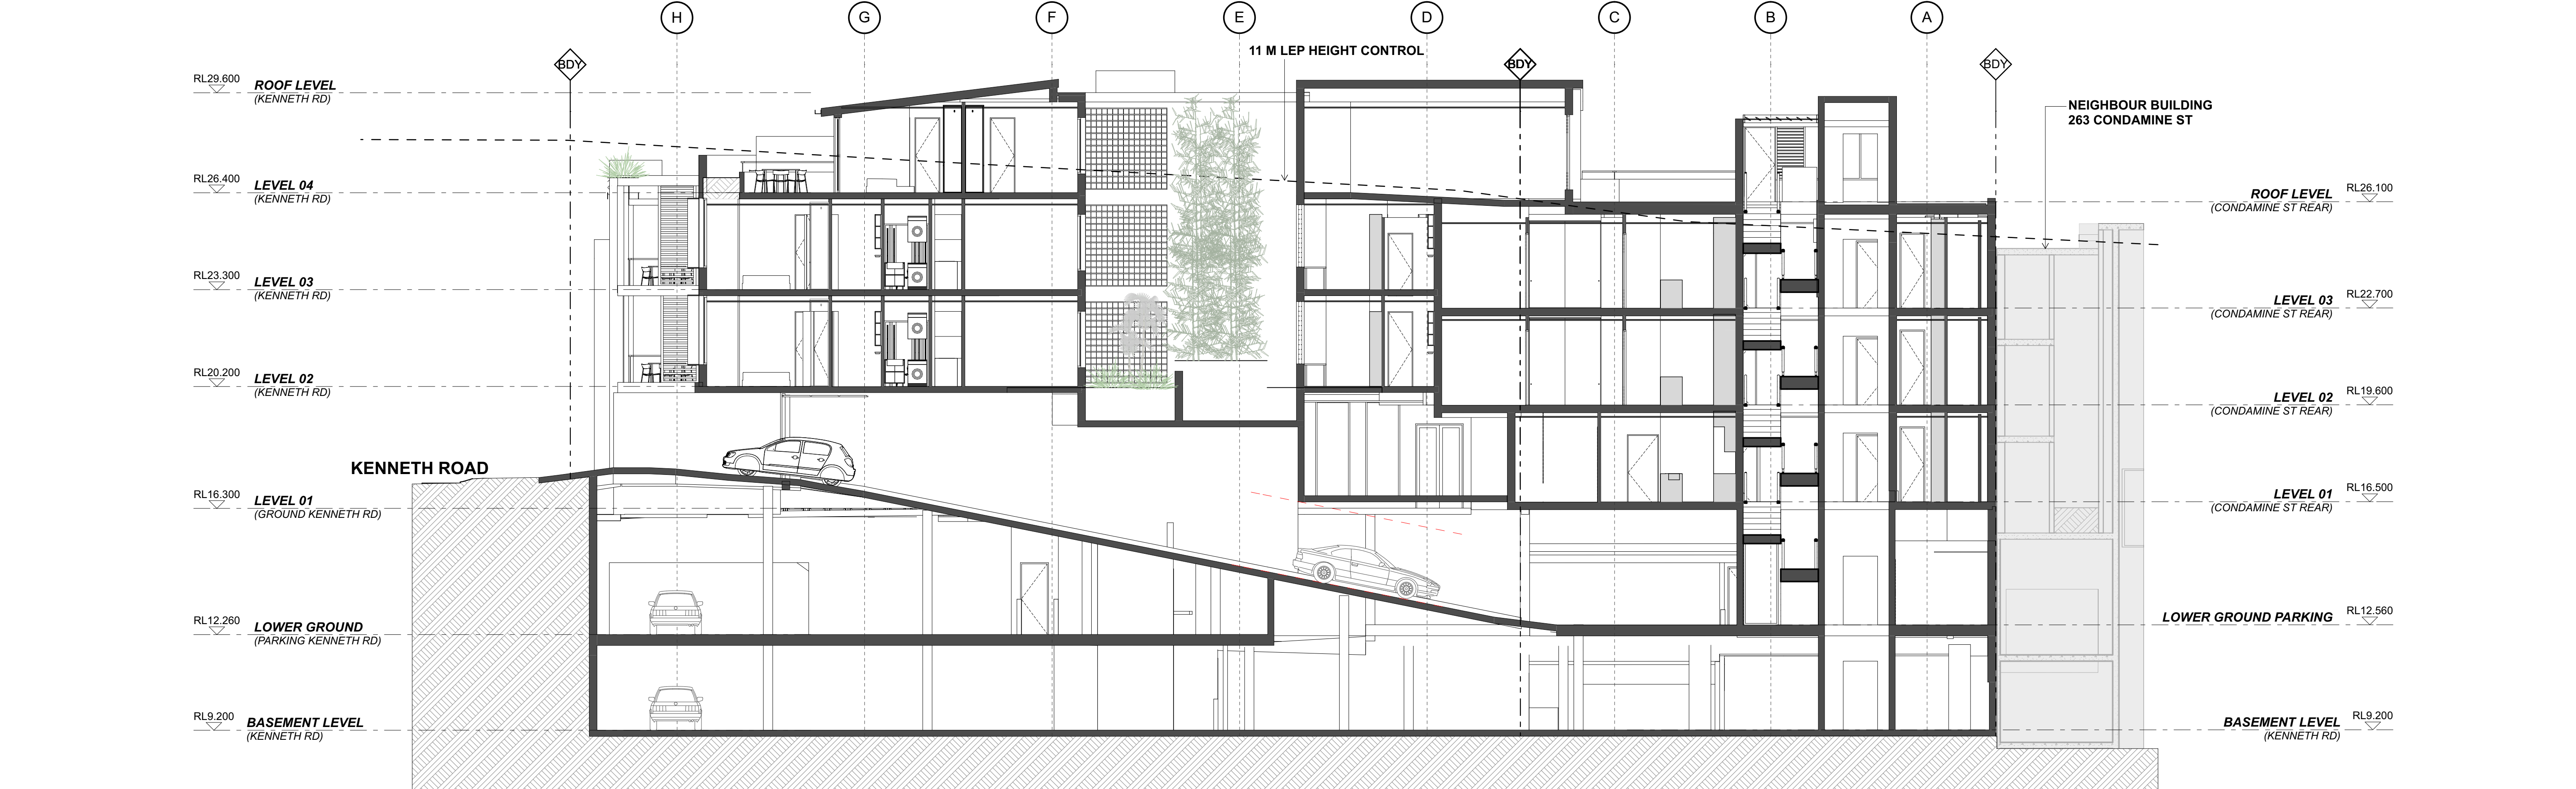 H
G
F
E
D
C
B
A
11 M LEP HEIGHT CONTROL
BDY
BDY
BDY
RL29.600
ROOF LEVEL
(KENNETH RD)
NEIGHBOUR BUILDING
263 CONDAMINE ST
RL26.400
LEVEL 04
(KENNETH RD)
RL26.100
ROOF LEVEL
(CONDAMINE ST REAR)
RL23.300
LEVEL 03
(KENNETH RD)
RL22.700
LEVEL 03
(CONDAMINE ST REAR)
RL20.200
LEVEL 02
(KENNETH RD)
RL19.600
LEVEL 02
(CONDAMINE ST REAR)
KENNETH ROAD
RL16.300
LEVEL 01
(GROUND KENNETH RD)
RL16.500
LEVEL 01
(CONDAMINE ST REAR)
RL12.260
LOWER GROUND
(PARKING KENNETH RD)
RL12.560
LOWER GROUND PARKING
RL9.200
BASEMENT LEVEL
(KENNETH RD)
RL9.200
BASEMENT LEVEL
(KENNETH RD)